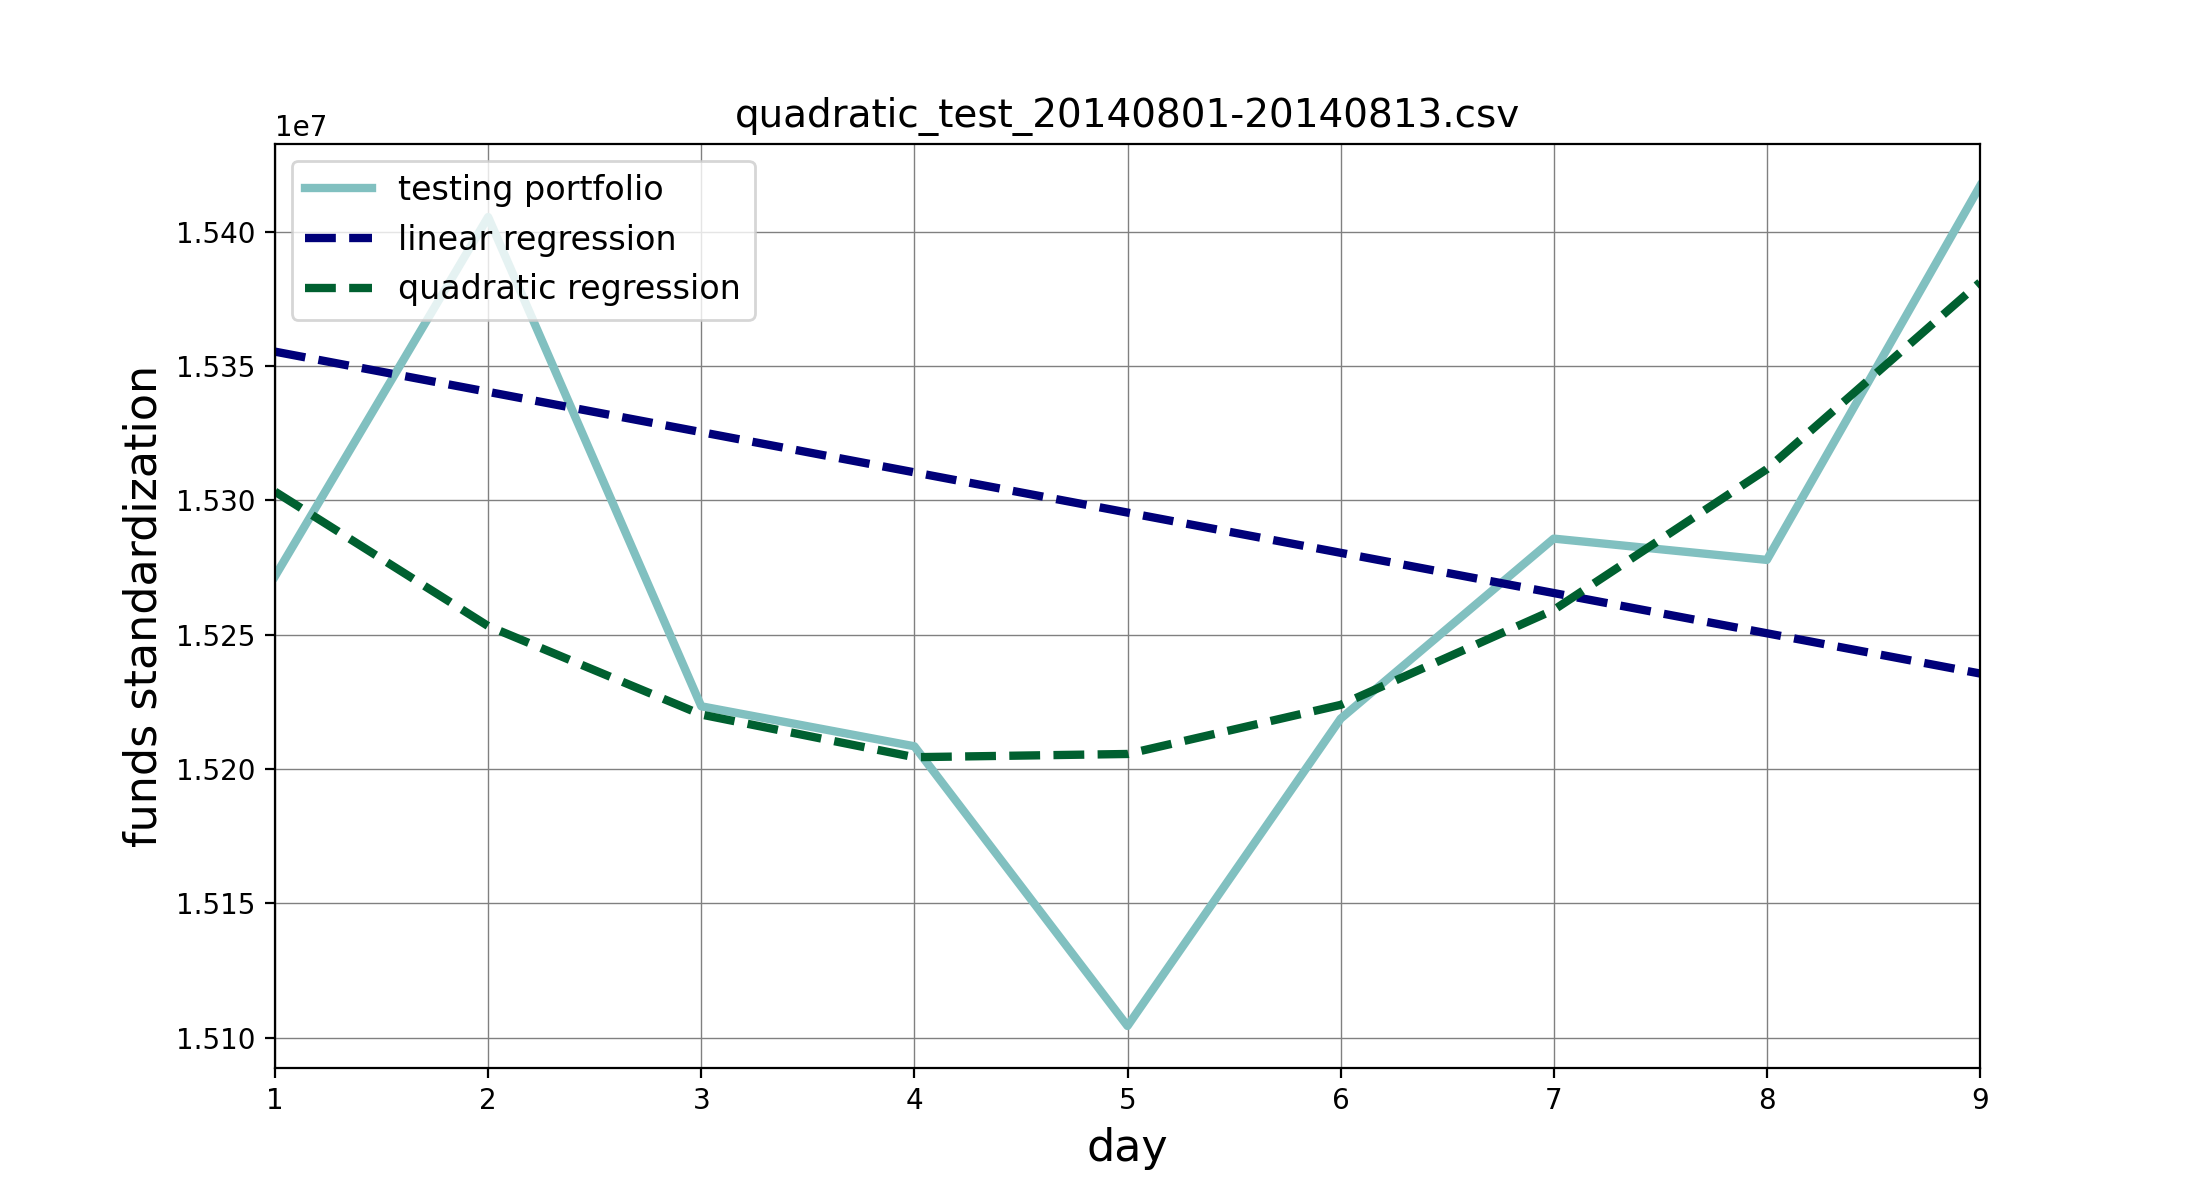 quadratic_test_20140801-20140813.csv
1e7
testing portfolio
linear regression
quadratic regression
funds standardization
1.540
1.535
1.530
1.525
1.520
1.515
1.510
1 2 3 4 5 6 7 8 9
day